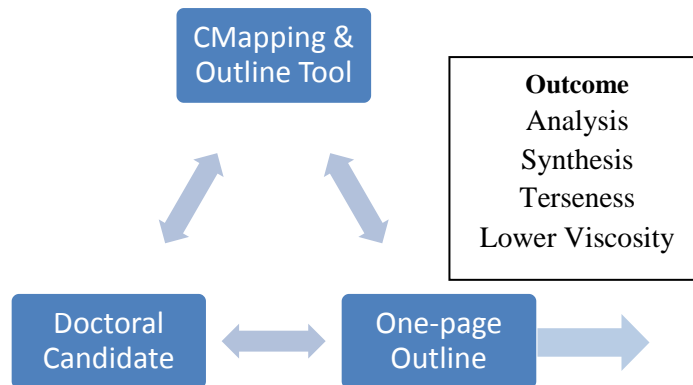 CMapping &
Outline Tool
Outcome
Analysis
Synthesis
Terseness
Lower Viscosity
Doctoral
Candidate
One-page
Outline